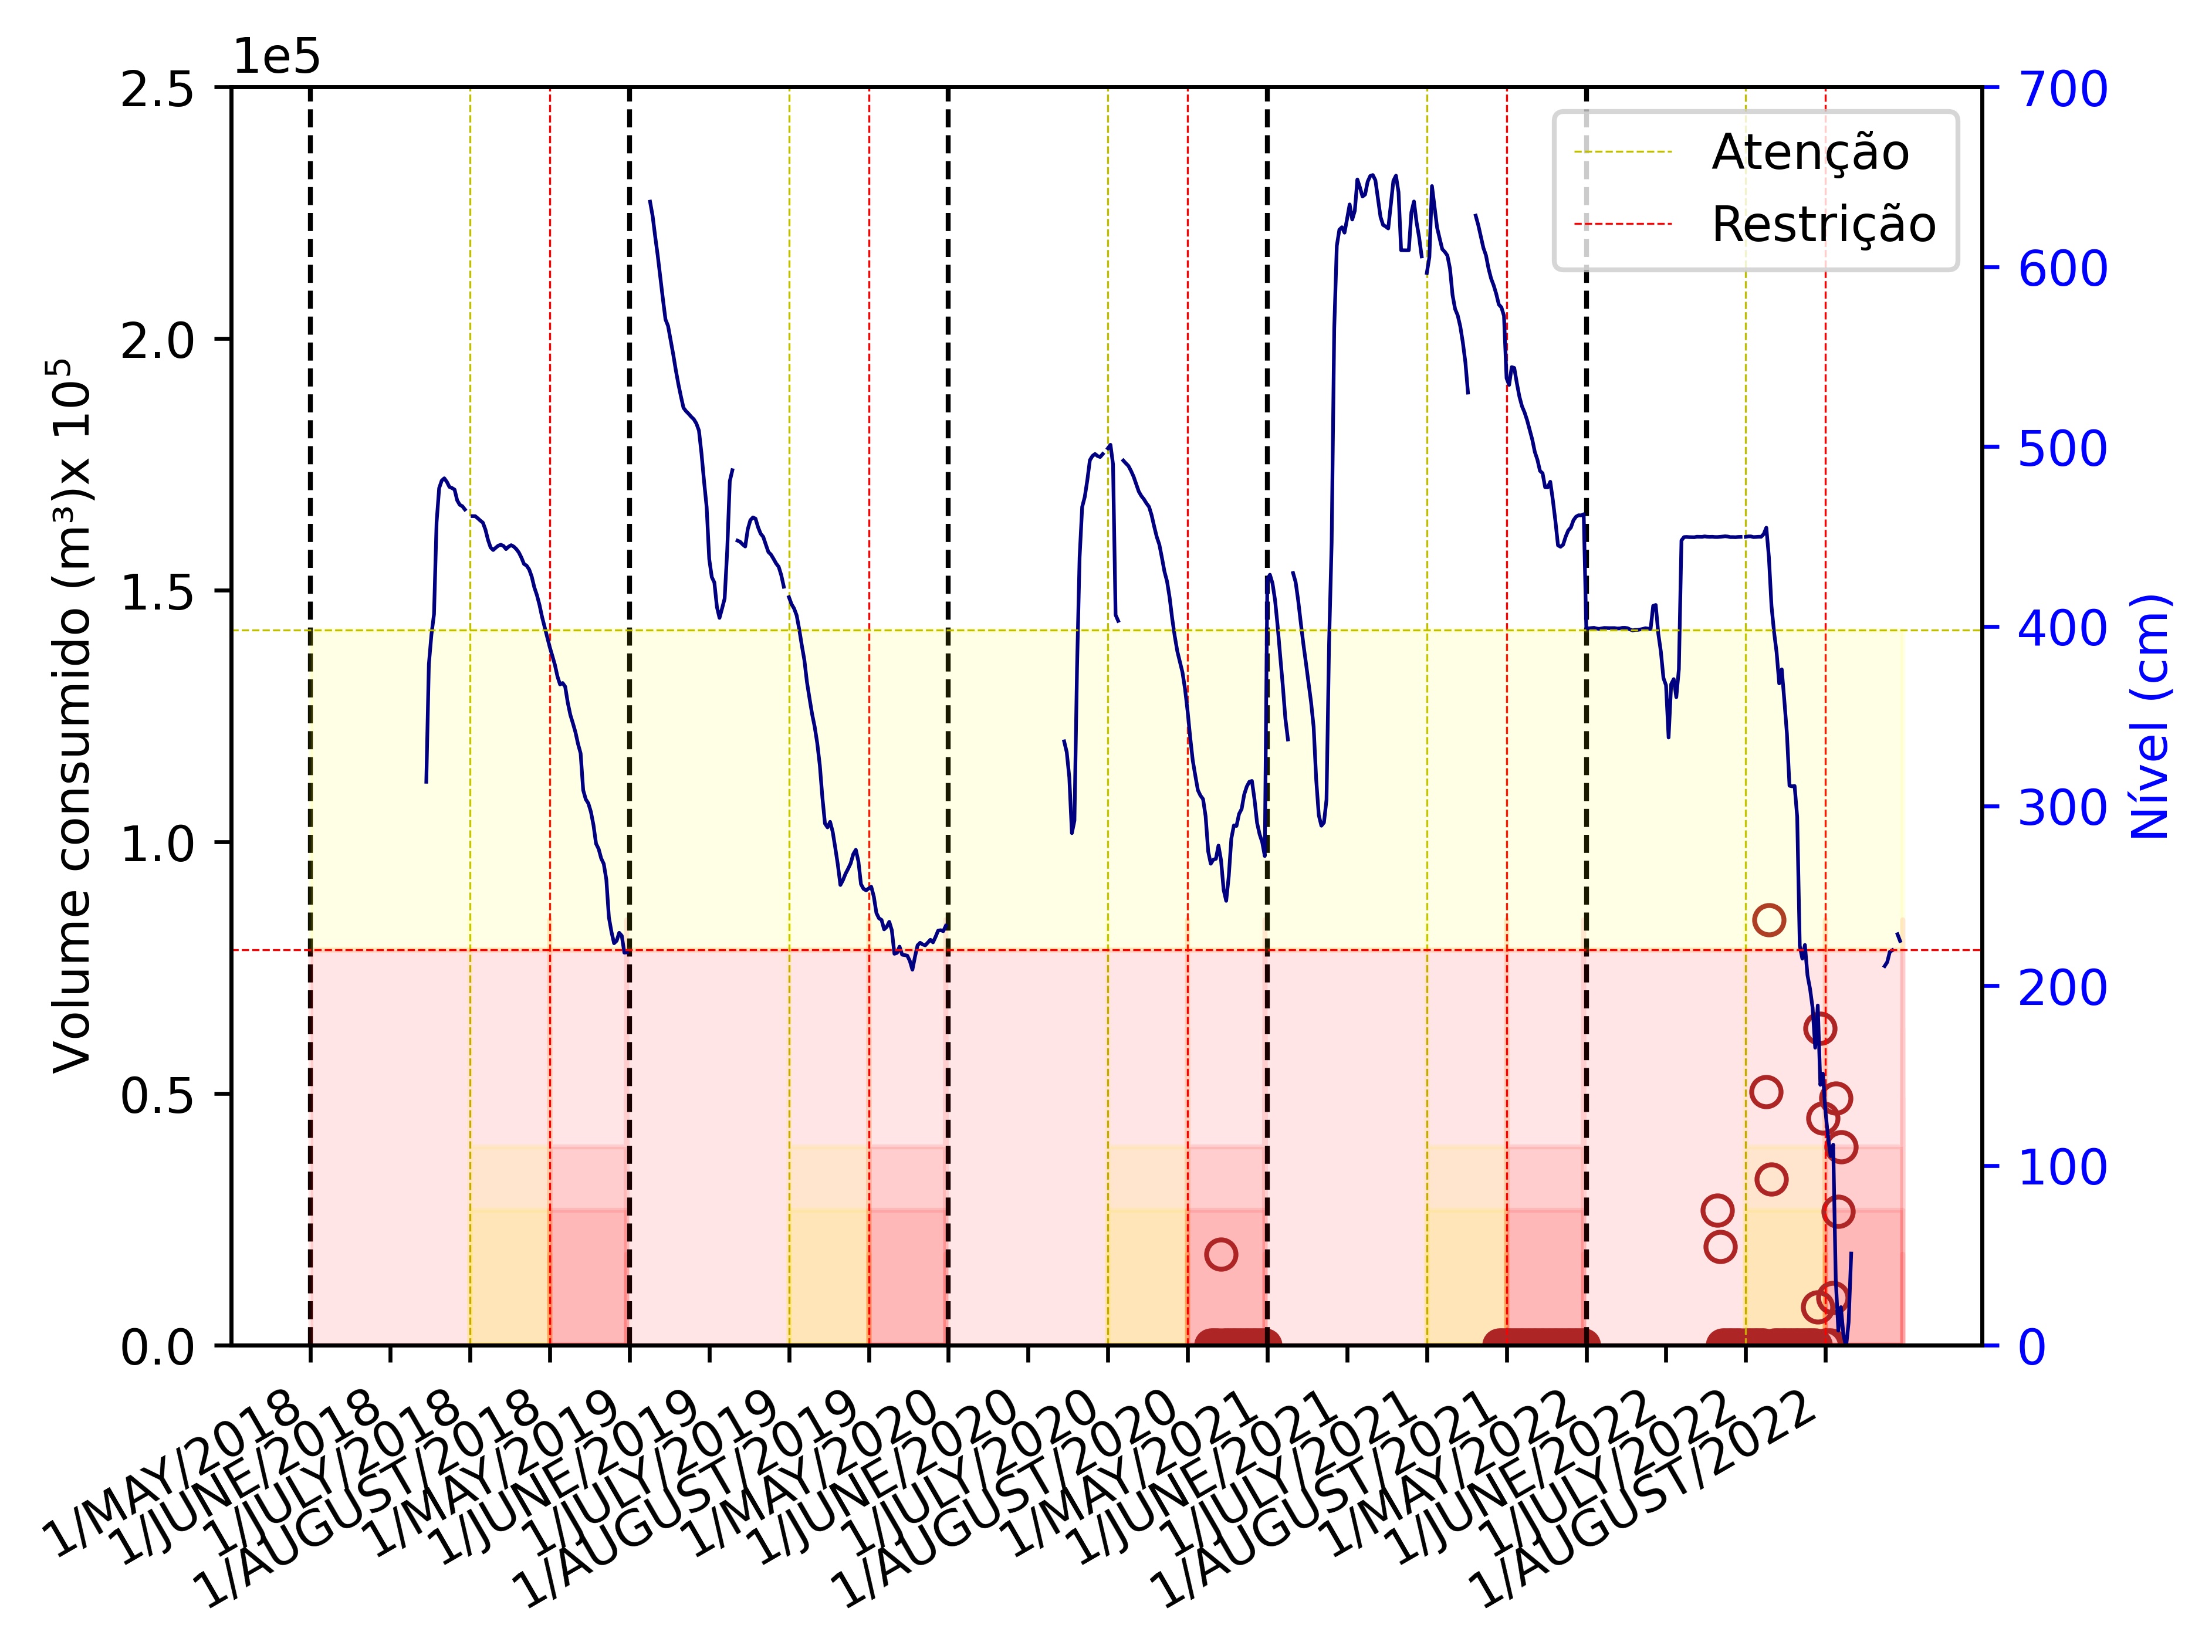 1e5
2.5
2.0
1.5
1.0
0.5
0.0
Volume consumido (m³)x 10⁵
Atenção
Restrição
700
600
500
400
300
200
100
0
Nível (cm)
1/MAY/2018
1/JUNE/2018
1/JULY/2018
1/AUGUST/2018
1/MAY/2019
1/JUNE/2019
1/JULY/2019
1/AUGUST/2019
1/MAY/2020
1/JUNE/2020
1/JULY/2020
1/AUGUST/2020
1/MAY/2021
1/JUNE/2021
1/JULY/2021
1/AUGUST/2021
1/MAY/2022
1/JUNE/2022
1/JULY/2022
1/AUGUST/2022